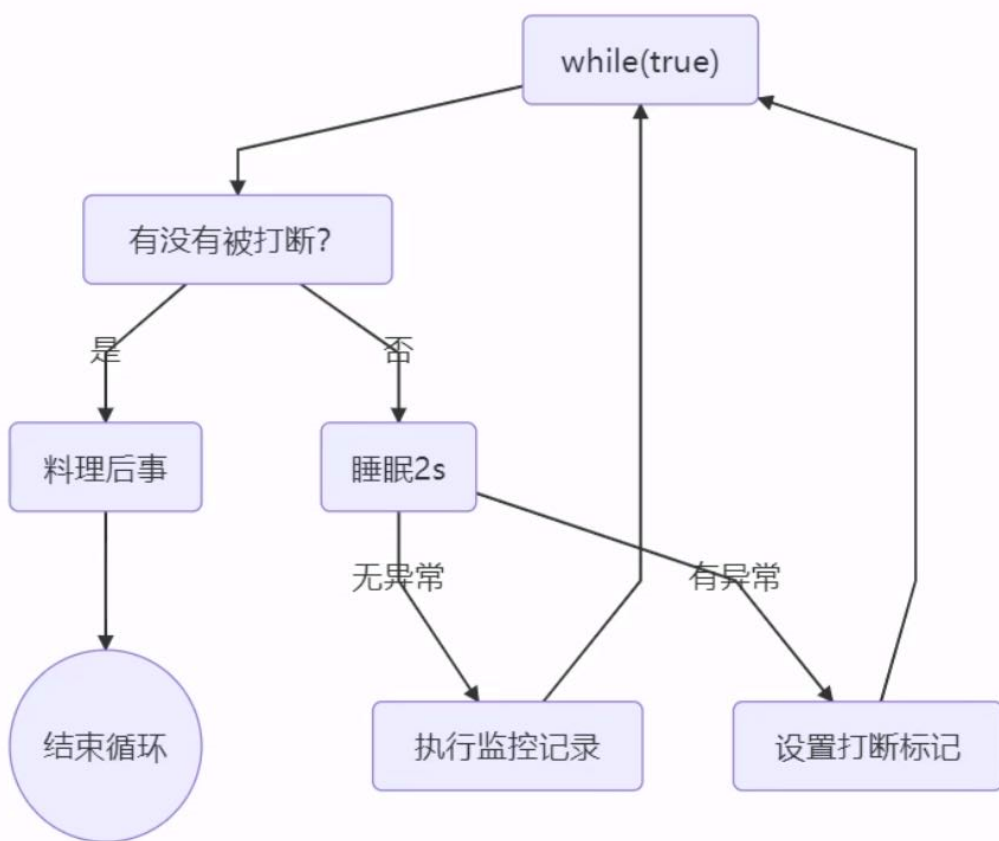 while(true)
有没有被打断？
是
否
料理后事
睡眠2s
无异常
有异常
结束循环
执行监控记录
设置打断标记